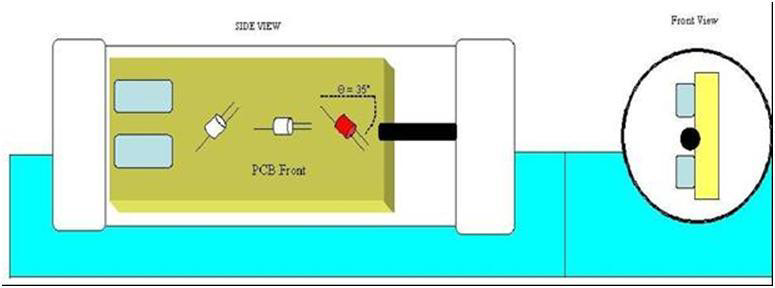 SIDE VIEW
Front View
Θ = 35°
PCB Front